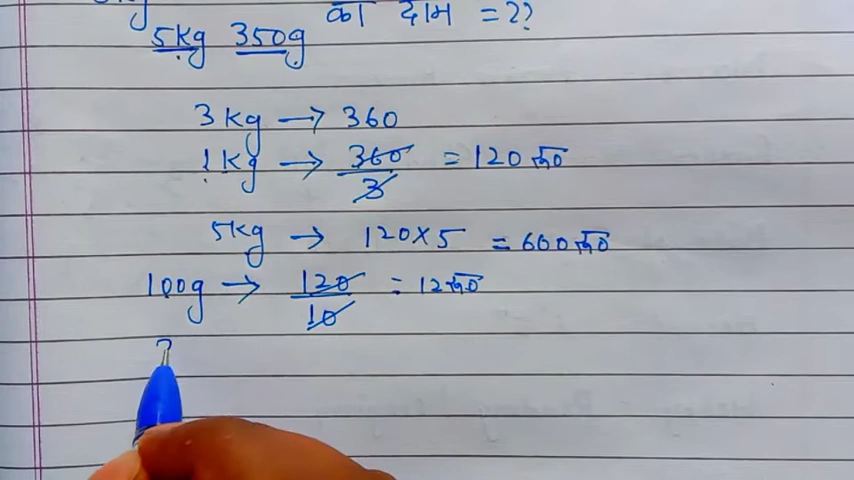 5kg 350g का दाम = ??
3kg → 360
1kg → 360/3 = 120 रू०
5kg → 120×5 = 600 रू०
100g → 120/10 = 12 रू०